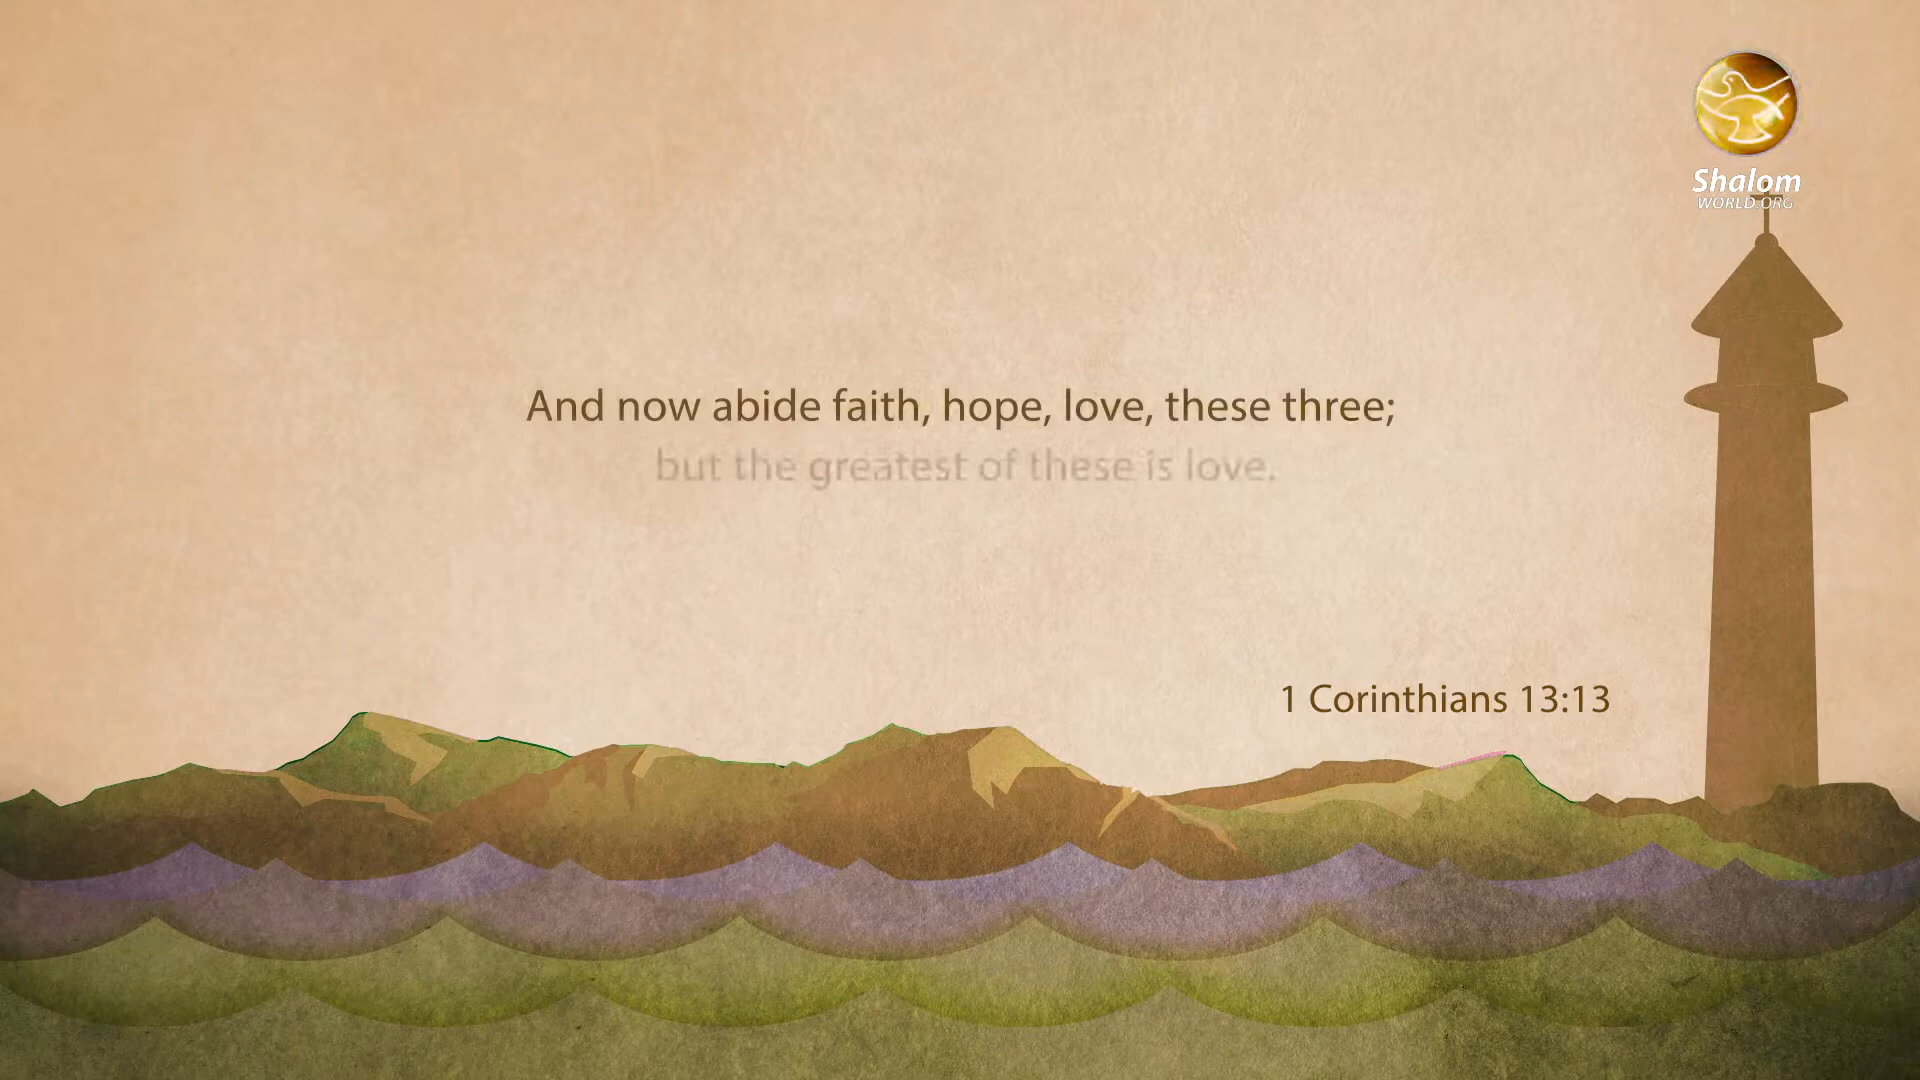 Shalom
WORLD.ORG
And now abide faith, hope, love, these three;
but the greatest of these is love.
1 Corinthians 13:13